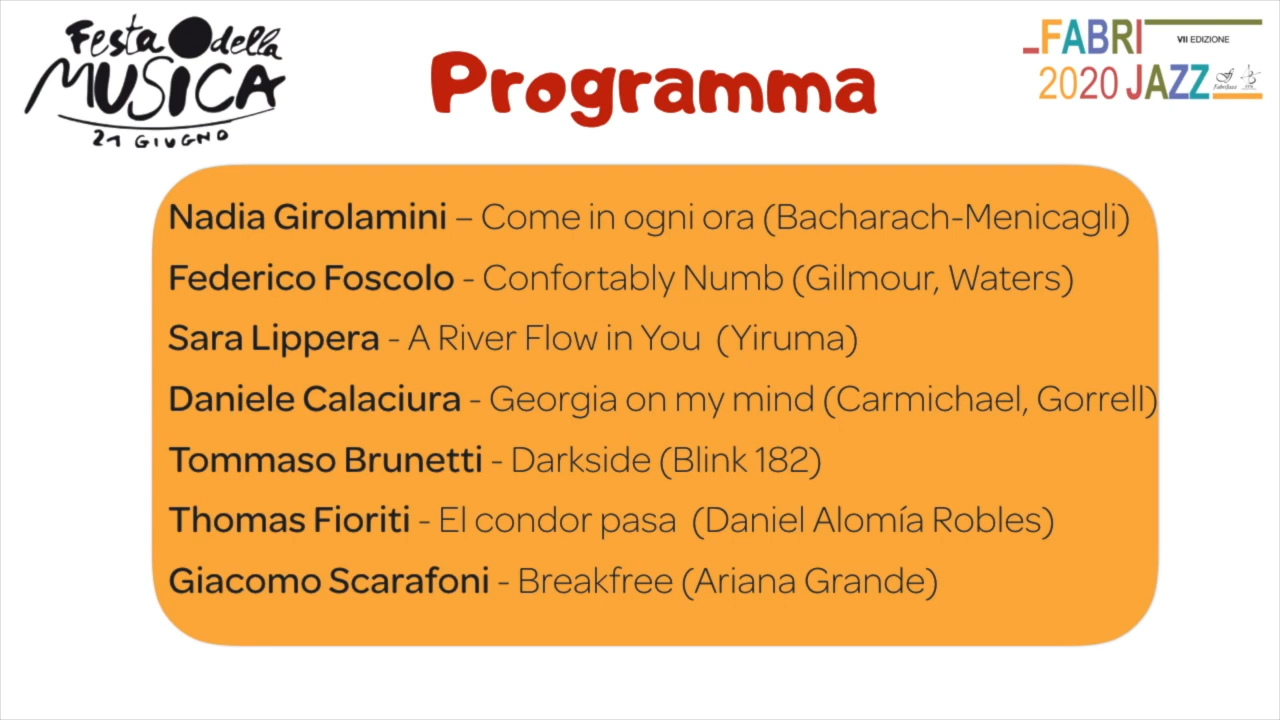 Festa della
MUSICA
21 GIUGNO
Programma
FABRI
VII EDIZIONE
2020 JAZZ
Nadia Girolamini – Come in ogni ora (Bacharach-Menicagli)
Federico Foscolo - Confortably Numb (Gilmour, Waters)
Sara Lippera - A River Flow in You (Yiruma)
Daniele Calaciura - Georgia on my mind (Carmichael, Gorrell)
Tommaso Brunetti - Darkside (Blink 182)
Thomas Fioriti - El condor pasa (Daniel Alomía Robles)
Giacomo Scarafoni - Breakfree (Ariana Grande)